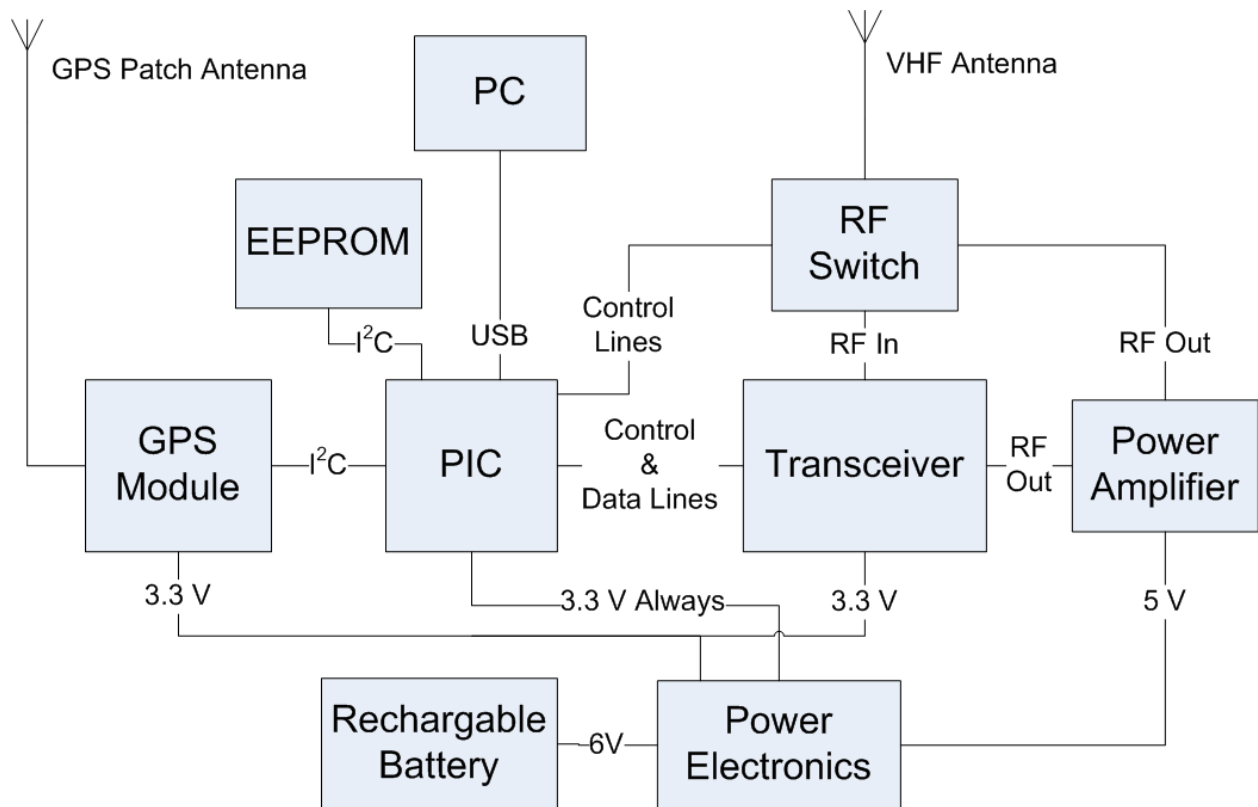 GPS Patch Antenna
PC
VHF Antenna
EEPROM
RF
Switch
I²C
USB
Control
Lines
RF In
RF Out
GPS
Module
I²C
PIC
Control
&
Data Lines
Transceiver
RF
Out
Power
Amplifier
3.3 V
3.3 V Always
3.3 V
5 V
Rechargable
Battery
6V
Power
Electronics